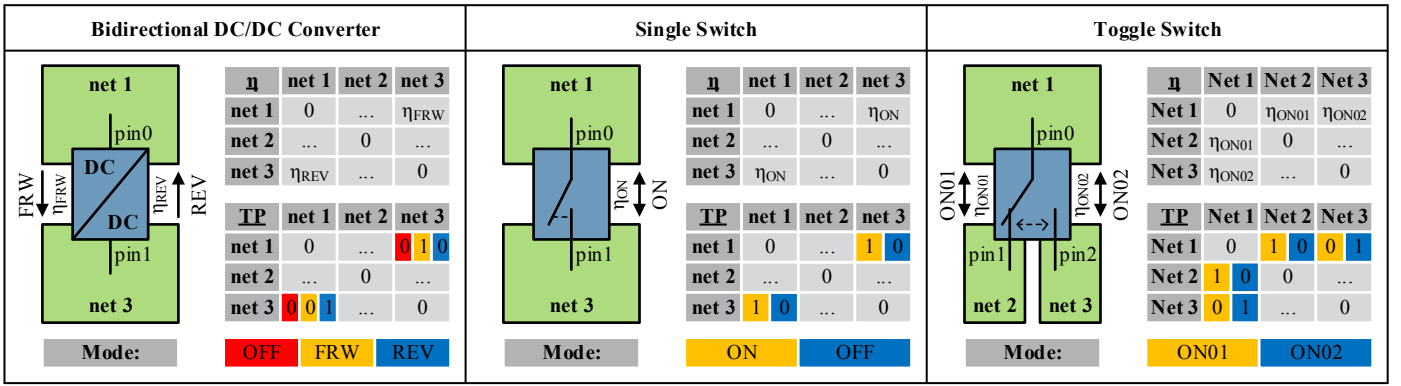 Bidirectional DC/DC Converter
net 1
pin0
DC
DC
pin1
net 3
FRW
ηFRW
ηREV
REV
η net 1 net 2 net 3
net 1 0 ... ηFRW
net 2 ... 0 ...
net 3 ηREV ... 0
TP net 1 net 2 net 3
net 1 0 ... 0 1 0
net 2 ... 0 ...
net 3 0 0 1 ... 0
Mode: OFF FRW REV
Single Switch
net 1
pin0
pin1
net 3
ηON
ON
η net 1 net 2 net 3
net 1 0 ... ηON
net 2 ... 0 ...
net 3 ηON ... 0
TP net 1 net 2 net 3
net 1 0 ... 1 0
net 2 ... 0 ...
net 3 1 0 ... 0
Mode: ON OFF
Toggle Switch
net 1
pin0
pin1
pin2
net 2
net 3
ON01
ηON01
ηON02
ON02
η Net 1 Net 2 Net 3
Net 1 0 ηON01 ηON02
Net 2 ηON01 0 ...
Net 3 ηON02 ... 0
TP Net 1 Net 2 Net 3
Net 1 0 1 0 0 1
Net 2 1 0 0 ...
Net 3 0 1 ... 0
Mode: ON01 ON02